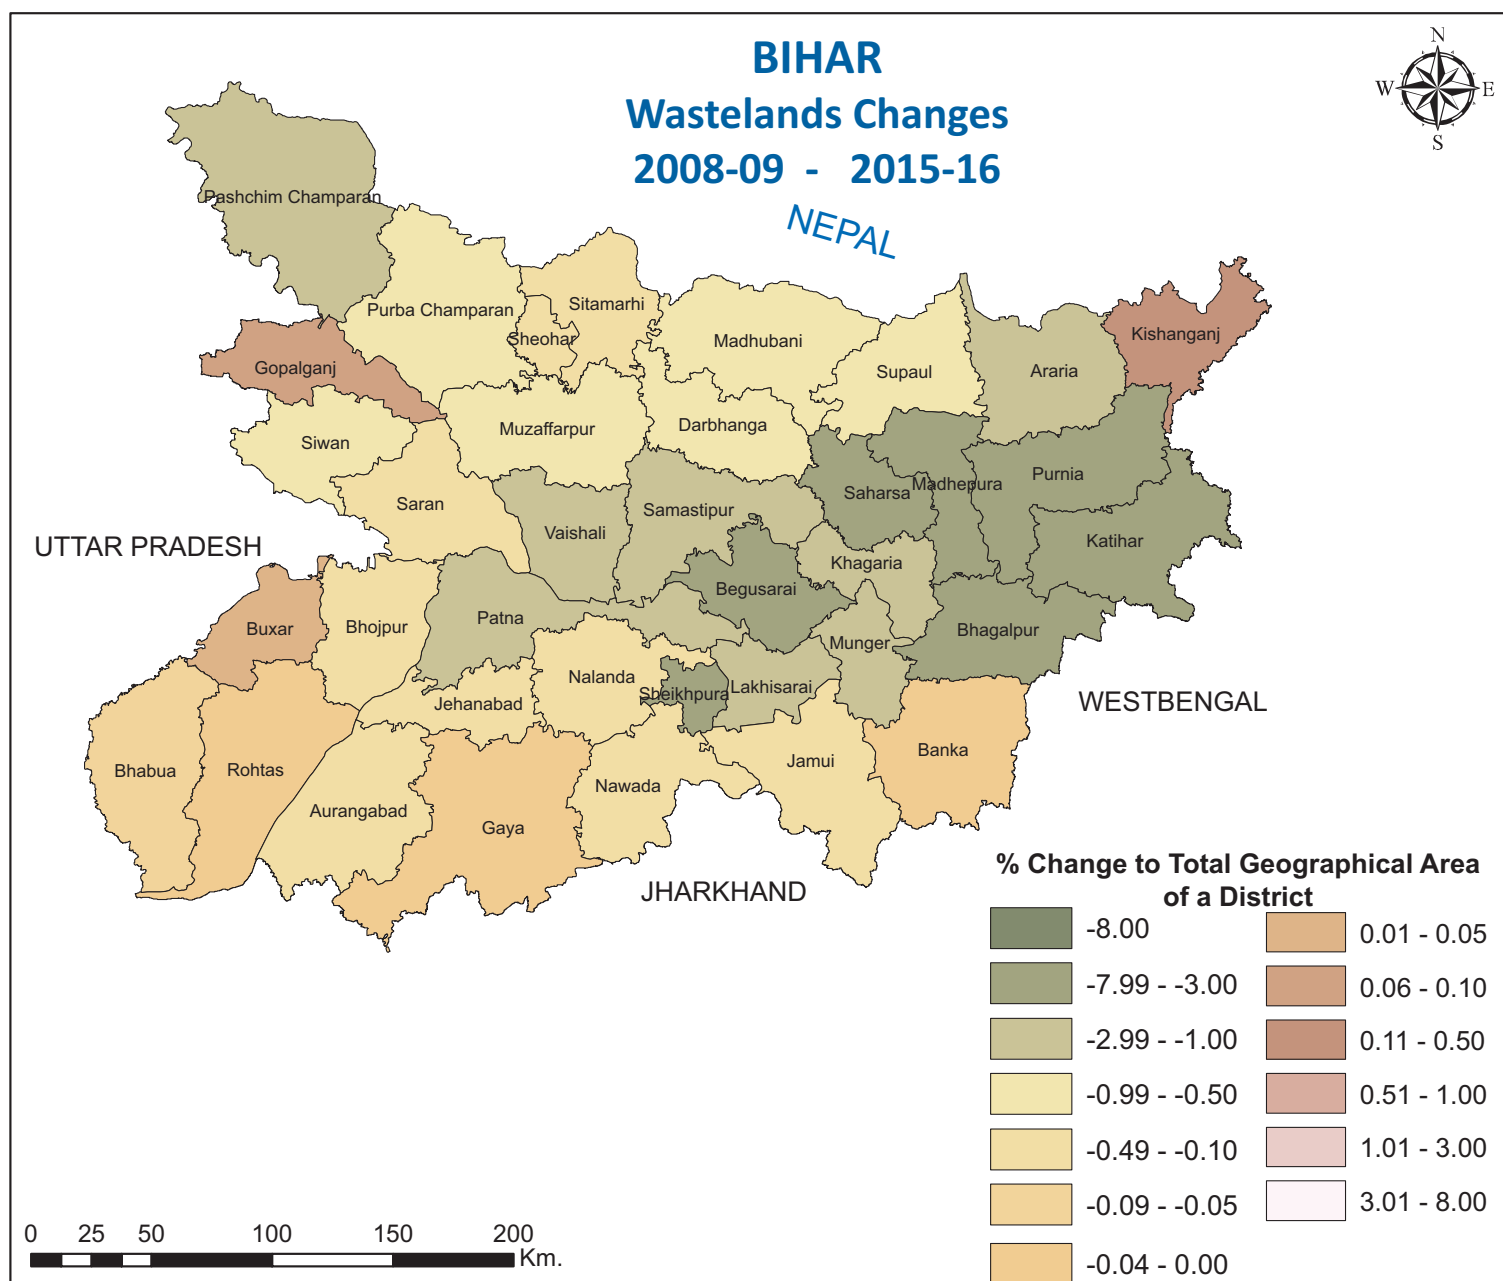 BIHAR
Wastelands Changes
2008-09 - 2015-16
N
W
E
S
NEPAL
Pashchim Champaran
Purba Champaran
Sitamarhi
Sheohar
Madhubani
Kishanganj
Gopalganj
Supaul
Araria
Siwan
Muzaffarpur
Darbhanga
Saran
Vaishali
Samastipur
Saharsa
Madhepura
Purnia
Katihar
UTTAR PRADESH
Khagaria
Begusarai
Buxar
Bhojpur
Patna
Munger
Bhagalpur
Nalanda
Sheikhpura
Lakhisarai
Jehanabad
WESTBENGAL
Bhabua
Rohtas
Aurangabad
Gaya
Nawada
Jamui
Banka
JHARKHAND
% Change to Total Geographical Area
of a District
-8.00
-7.99 - -3.00
-2.99 - -1.00
-0.99 - -0.50
-0.49 - -0.10
-0.09 - -0.05
-0.04 - 0.00
0.01 - 0.05
0.06 - 0.10
0.11 - 0.50
0.51 - 1.00
1.01 - 3.00
3.01 - 8.00
0 25 50 100 150 200
Km.